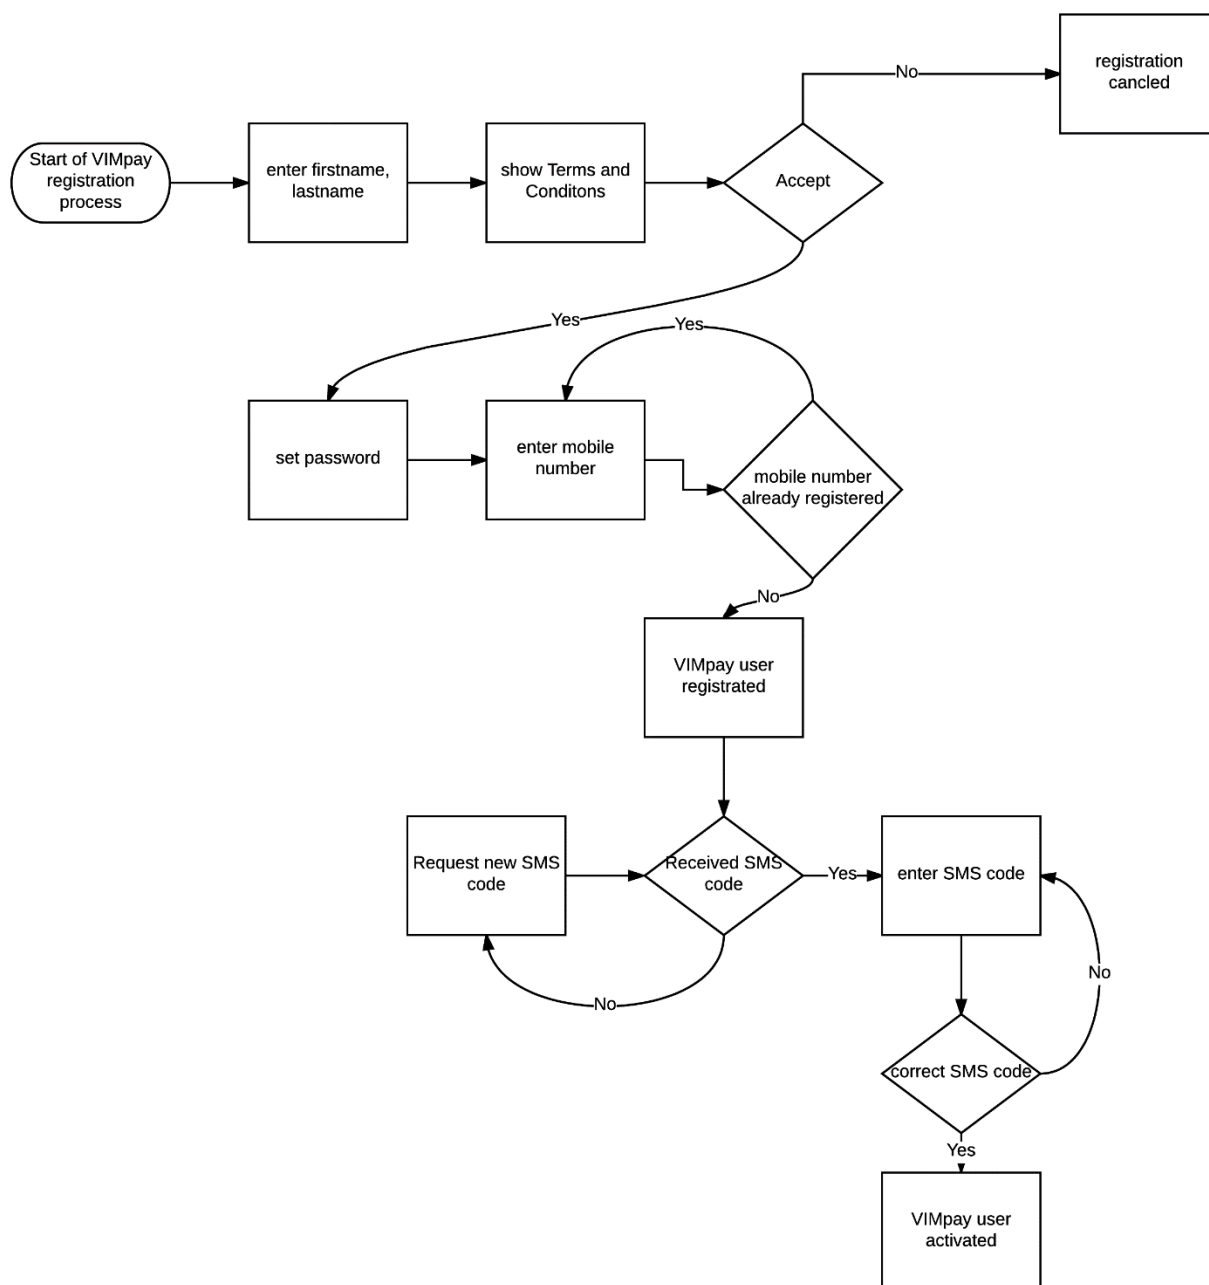 Start of VIMpay
registration
process
enter firstname,
lastname
show Terms and
Conditons
Accept
No
registration
cancled
Yes
Yes
set password
enter mobile
number
mobile number
already registered
No
VIMpay user
registrated
Request new SMS
code
Received SMS
code
Yes
enter SMS code
No
No
correct SMS code
Yes
VIMpay user
activated